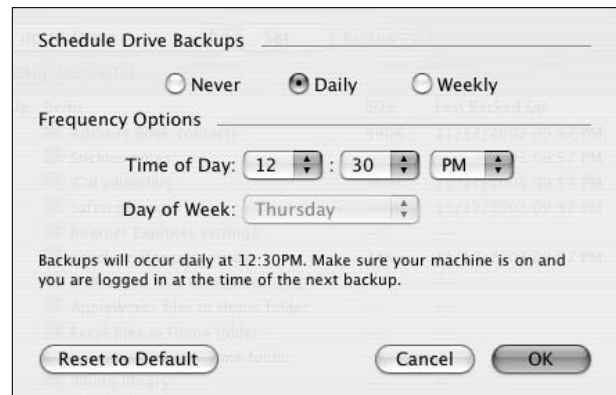 Schedule Drive Backups
Never Daily Weekly
Frequency Options
Time of Day: 12 : 30 PM
Day of Week: Thursday
Backups will occur daily at 12:30PM. Make sure your machine is on and
you are logged in at the time of the next backup.
Reset to Default Cancel OK